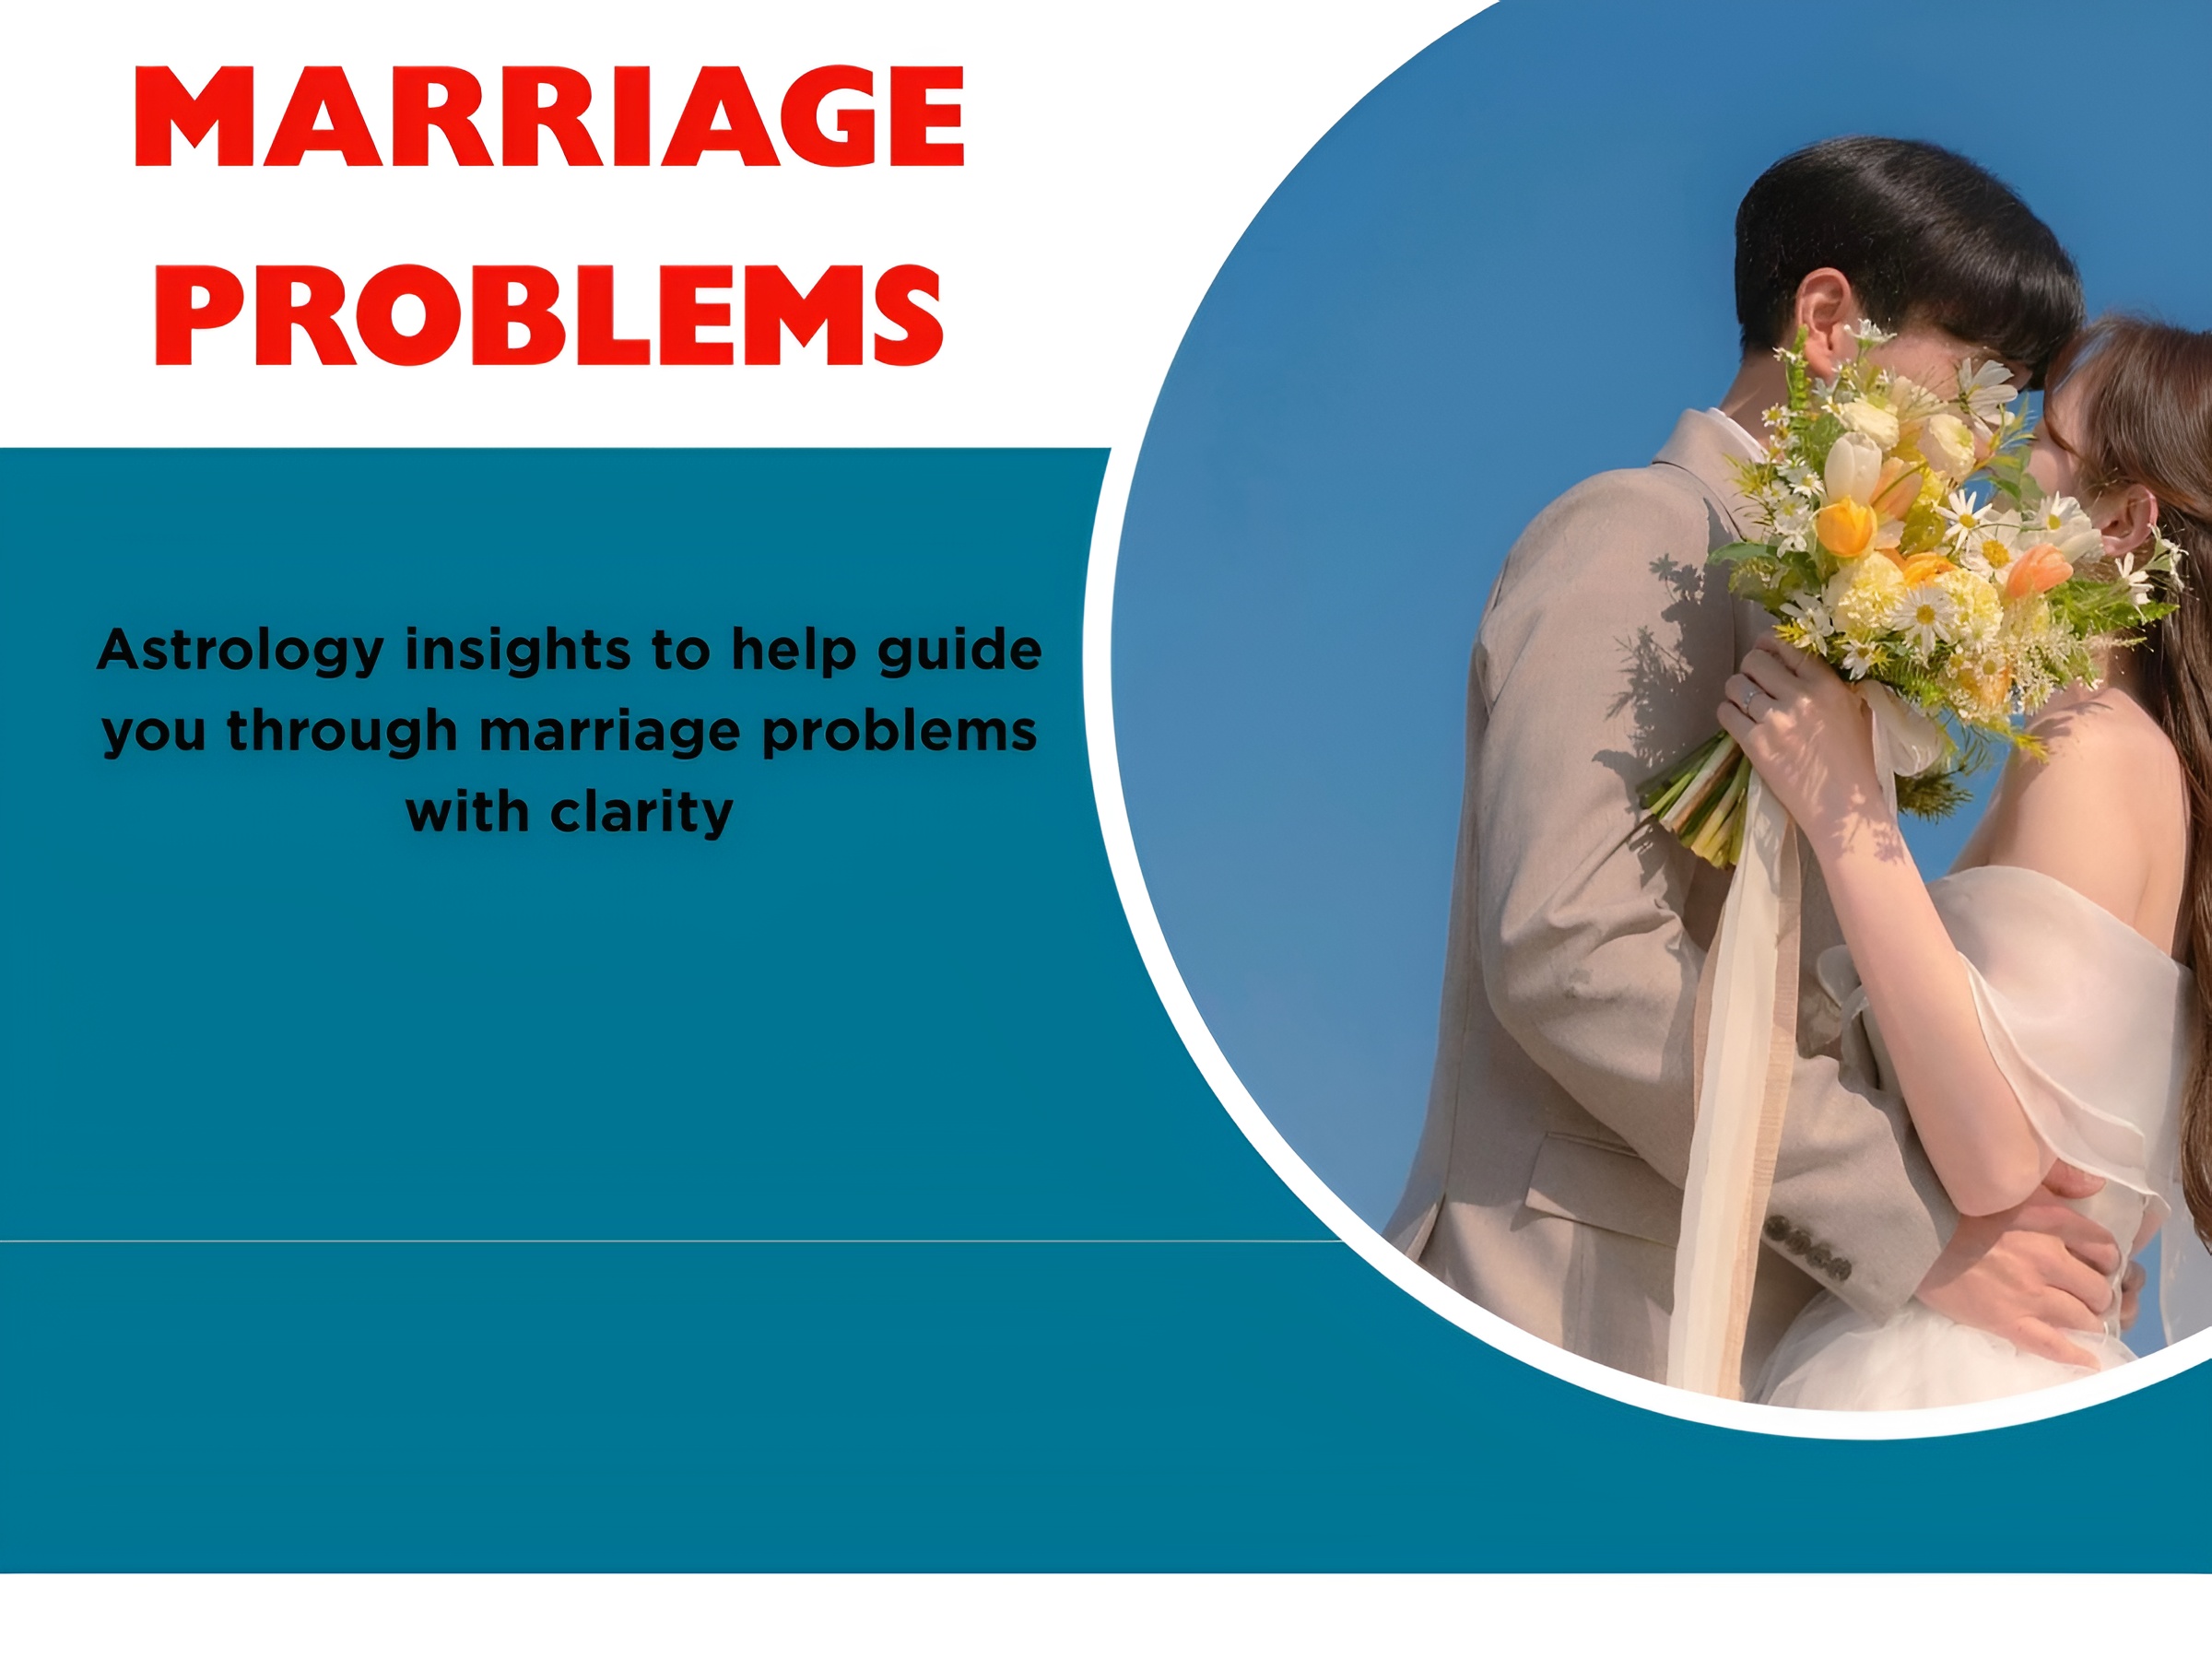 MARRIAGE
PROBLEMS
Astrology insights to help guide
you through marriage problems
with clarity